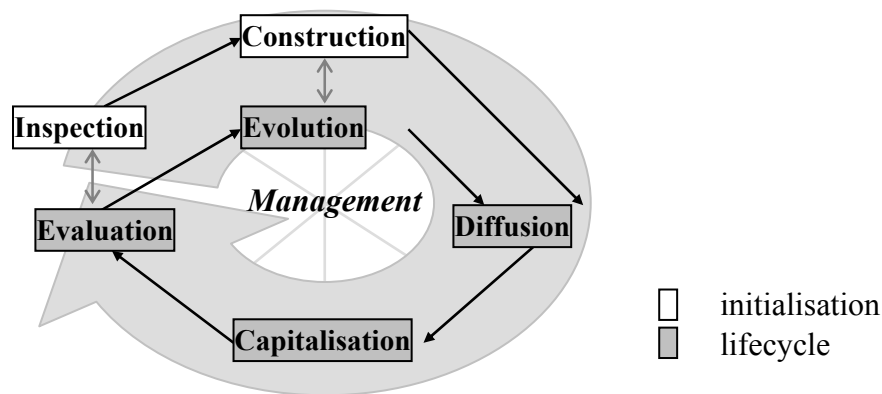 Construction
Inspection
Evolution
Management
Evaluation
Diffusion
Capitalisation
initialisation
lifecycle